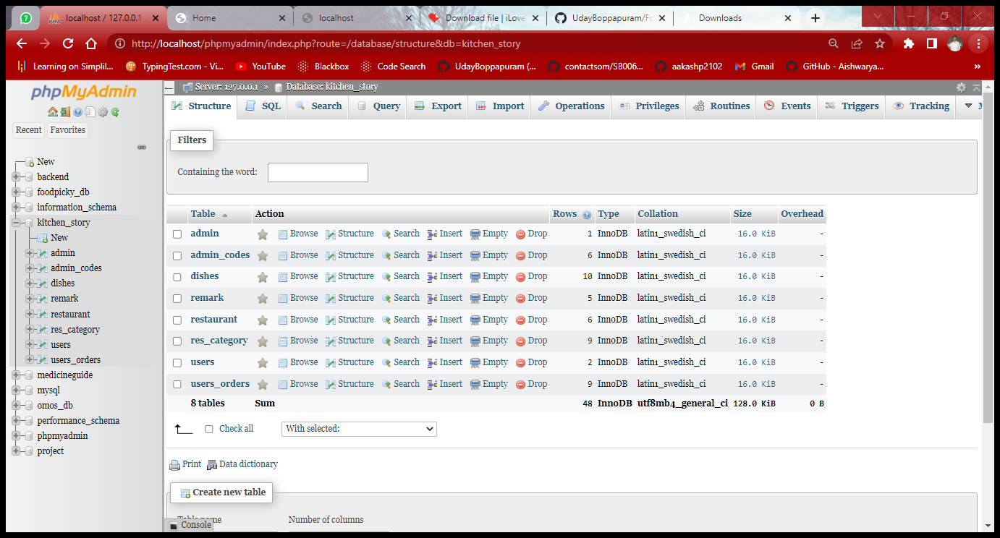 7 localhost / 127.0.0.1 Home localhost Download file | iLove UdayBoppapuram/Fo Downloads
http://localhost/phpmyadmin/index.php?route=/database/structure&db=kitchen_story
Learning on Simplil... TypingTest.com - Vi... YouTube Blackbox Code Search UdayBoppapuram (... contactsom/SB006... aakashp2102 Gmail GitHub - Aishwarya... »
phpMyAdmin
Recent Favorites
New
backend
foodpicky_db
information_schema
kitchen_story
New
admin
admin_codes
dishes
remark
restaurant
res_category
users
users_orders
medicineguide
mysql
omos_db
performance_schema
phpmyadmin
project
Server: 127.0.0.1 » Database: kitchen_story
Structure SQL Search Query Export Import Operations Privileges Routines Events Triggers Tracking
Filters
Containing the word:
Table Action Rows Type Collation Size Overhead
admin Browse Structure Search Insert Empty Drop 1 InnoDB latin1_swedish_ci 16.0 KiB -
admin_codes Browse Structure Search Insert Empty Drop 6 InnoDB latin1_swedish_ci 16.0 KiB -
dishes Browse Structure Search Insert Empty Drop 10 InnoDB latin1_swedish_ci 16.0 KiB -
remark Browse Structure Search Insert Empty Drop 5 InnoDB latin1_swedish_ci 16.0 KiB -
restaurant Browse Structure Search Insert Empty Drop 6 InnoDB latin1_swedish_ci 16.0 KiB -
res_category Browse Structure Search Insert Empty Drop 9 InnoDB latin1_swedish_ci 16.0 KiB -
users Browse Structure Search Insert Empty Drop 2 InnoDB latin1_swedish_ci 16.0 KiB -
users_orders Browse Structure Search Insert Empty Drop 9 InnoDB latin1_swedish_ci 16.0 KiB -
8 tables Sum 48 InnoDB utf8mb4_general_ci 128.0 KiB 0 B
Check all With selected:
Print Data dictionary
Create new table
Table name Number of columns
Console